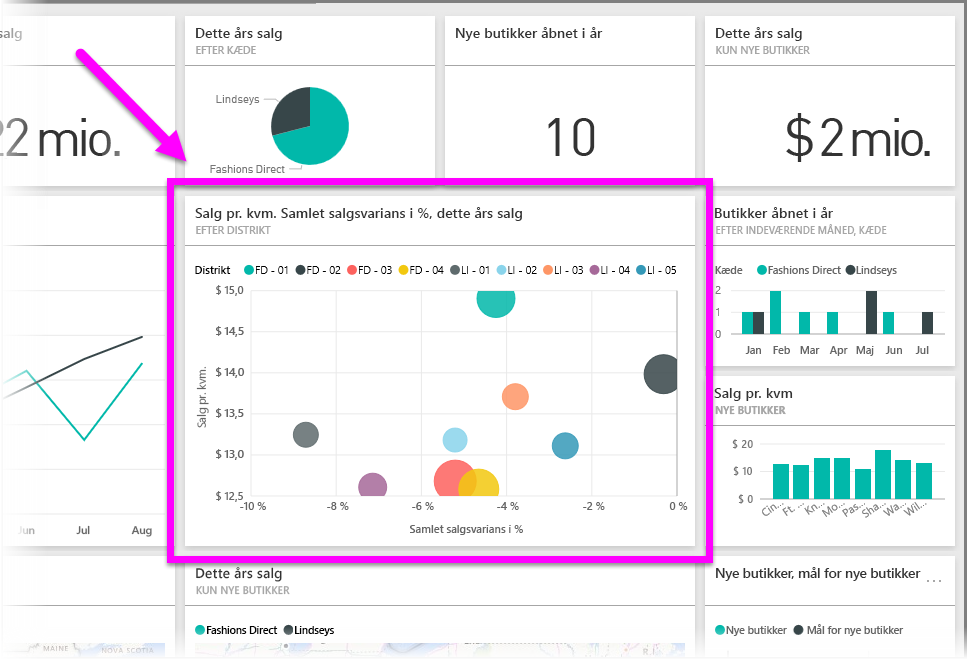 salg
22 mio.
Dette års salg
EFTER KÆDE
Lindseys
Fashions Direct
Nye butikker åbnet i år
10
Dette års salg
KUN NYE BUTIKKER
$ 2 mio.
Salg pr. kvm. Samlet salgsvarians i %, dette års salg
EFTER DISTRIKT
Distrikt FD - 01 FD - 02 FD - 03 FD - 04 LI - 01 LI - 02 LI - 03 LI - 04 LI - 05
Salg pr. kvm.
$ 15,0
$ 14,5
$ 14,0
$ 13,5
$ 13,0
$ 12,5
-10 % -8 % -6 % -4 % -2 % 0 %
Samlet salgsvarians i %
Butikker åbnet i år
EFTER INDEVÆRENDE MÅNED, KÆDE
Kæde Fashions Direct Lindseys
2
1
0
Jan Feb Mar Apr Maj Jun Jul
Salg pr. kvm
NYE BUTIKKER
$ 20
$ 10
$ 0
Cin... Ft. ... Kn... Mo... Pas... Sha... Wa... Wil...
Jun Jul Aug
Dette års salg
KUN NYE BUTIKKER
Fashions Direct Lindseys
MAINE
NOVA SCOTIA
Nye butikker, mål for nye butikker ...
Nye butikker Mål for nye butikker